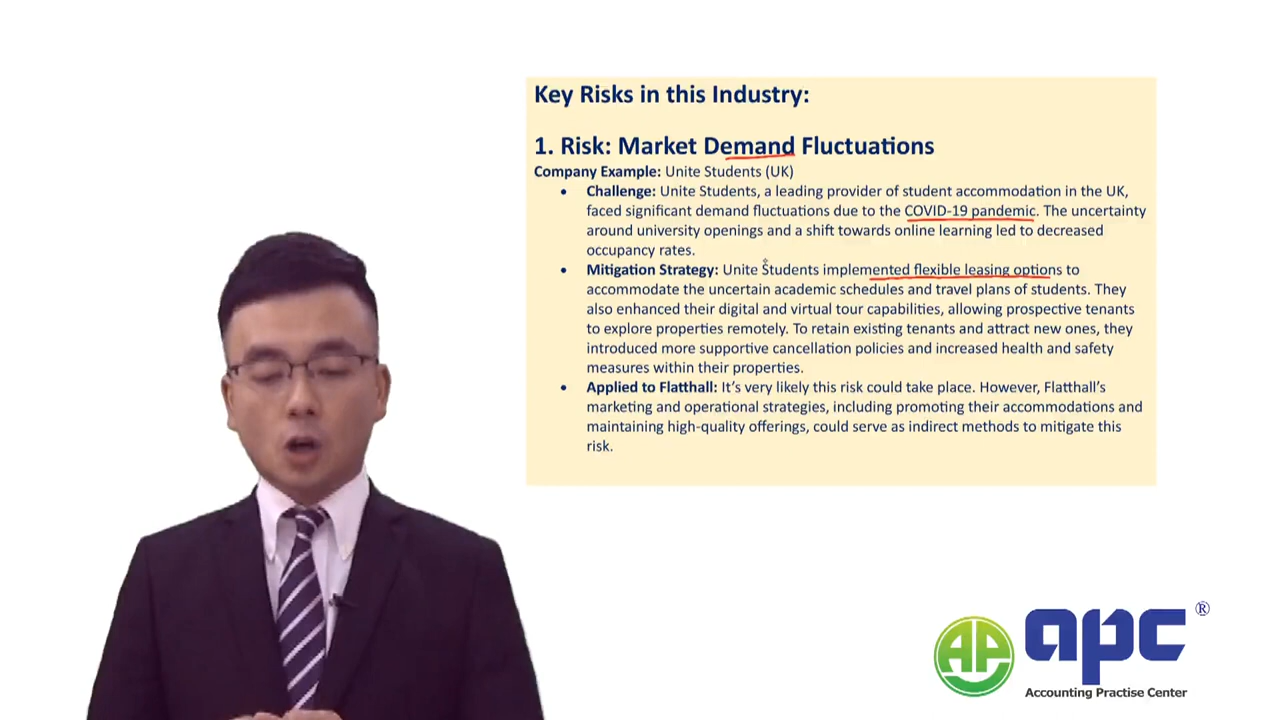 Key Risks in this Industry:
1. Risk: Market Demand Fluctuations
Company Example: Unite Students (UK)
• Challenge: Unite Students, a leading provider of student accommodation in the UK,
faced significant demand fluctuations due to the COVID-19 pandemic. The uncertainty
around university openings and a shift towards online learning led to decreased
occupancy rates.
• Mitigation Strategy: Unite Students implemented flexible leasing options to
accommodate the uncertain academic schedules and travel plans of students. They
also enhanced their digital and virtual tour capabilities, allowing prospective tenants
to explore properties remotely. To retain existing tenants and attract new ones, they
introduced more supportive cancellation policies and increased health and safety
measures within their properties.
• Applied to Flatthall: It’s very likely this risk could take place. However, Flatthall’s
marketing and operational strategies, including promoting their accommodations and
maintaining high-quality offerings, could serve as indirect methods to mitigate this
risk.
AP apc ®
Accounting Practise Center